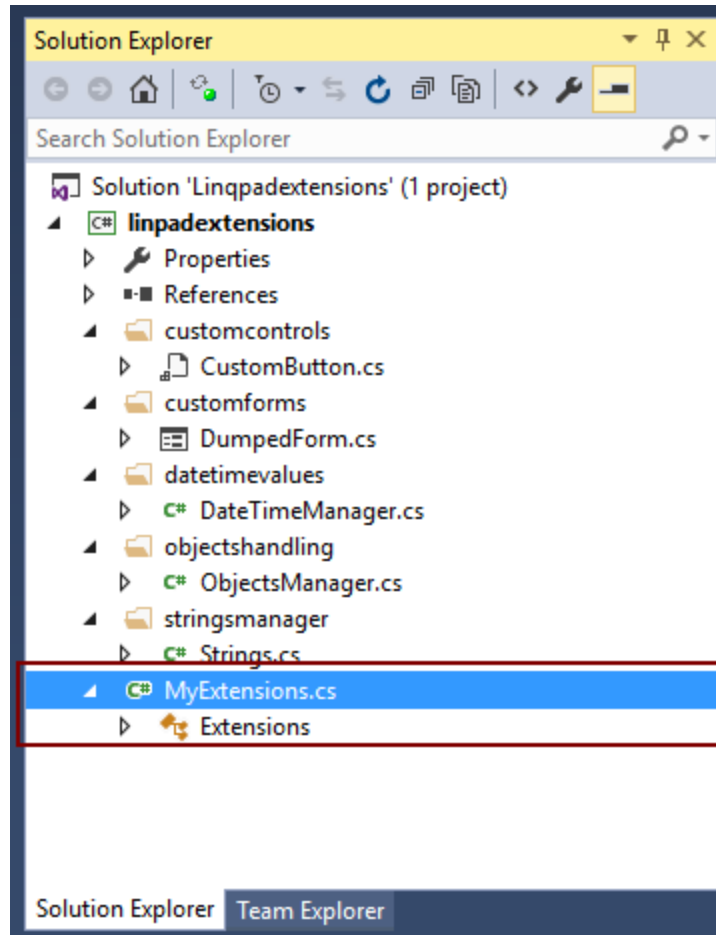 Solution Explorer
Search Solution Explorer
Solution 'Linqpadextensions' (1 project)
C# linpadextensions
Properties
References
customcontrols
CustomButton.cs
customforms
DumpedForm.cs
datetimevalues
C# DateTimeManager.cs
objectshandling
C# ObjectsManager.cs
stringsmanager
C# Strings.cs
C# MyExtensions.cs
Extensions
Solution Explorer Team Explorer